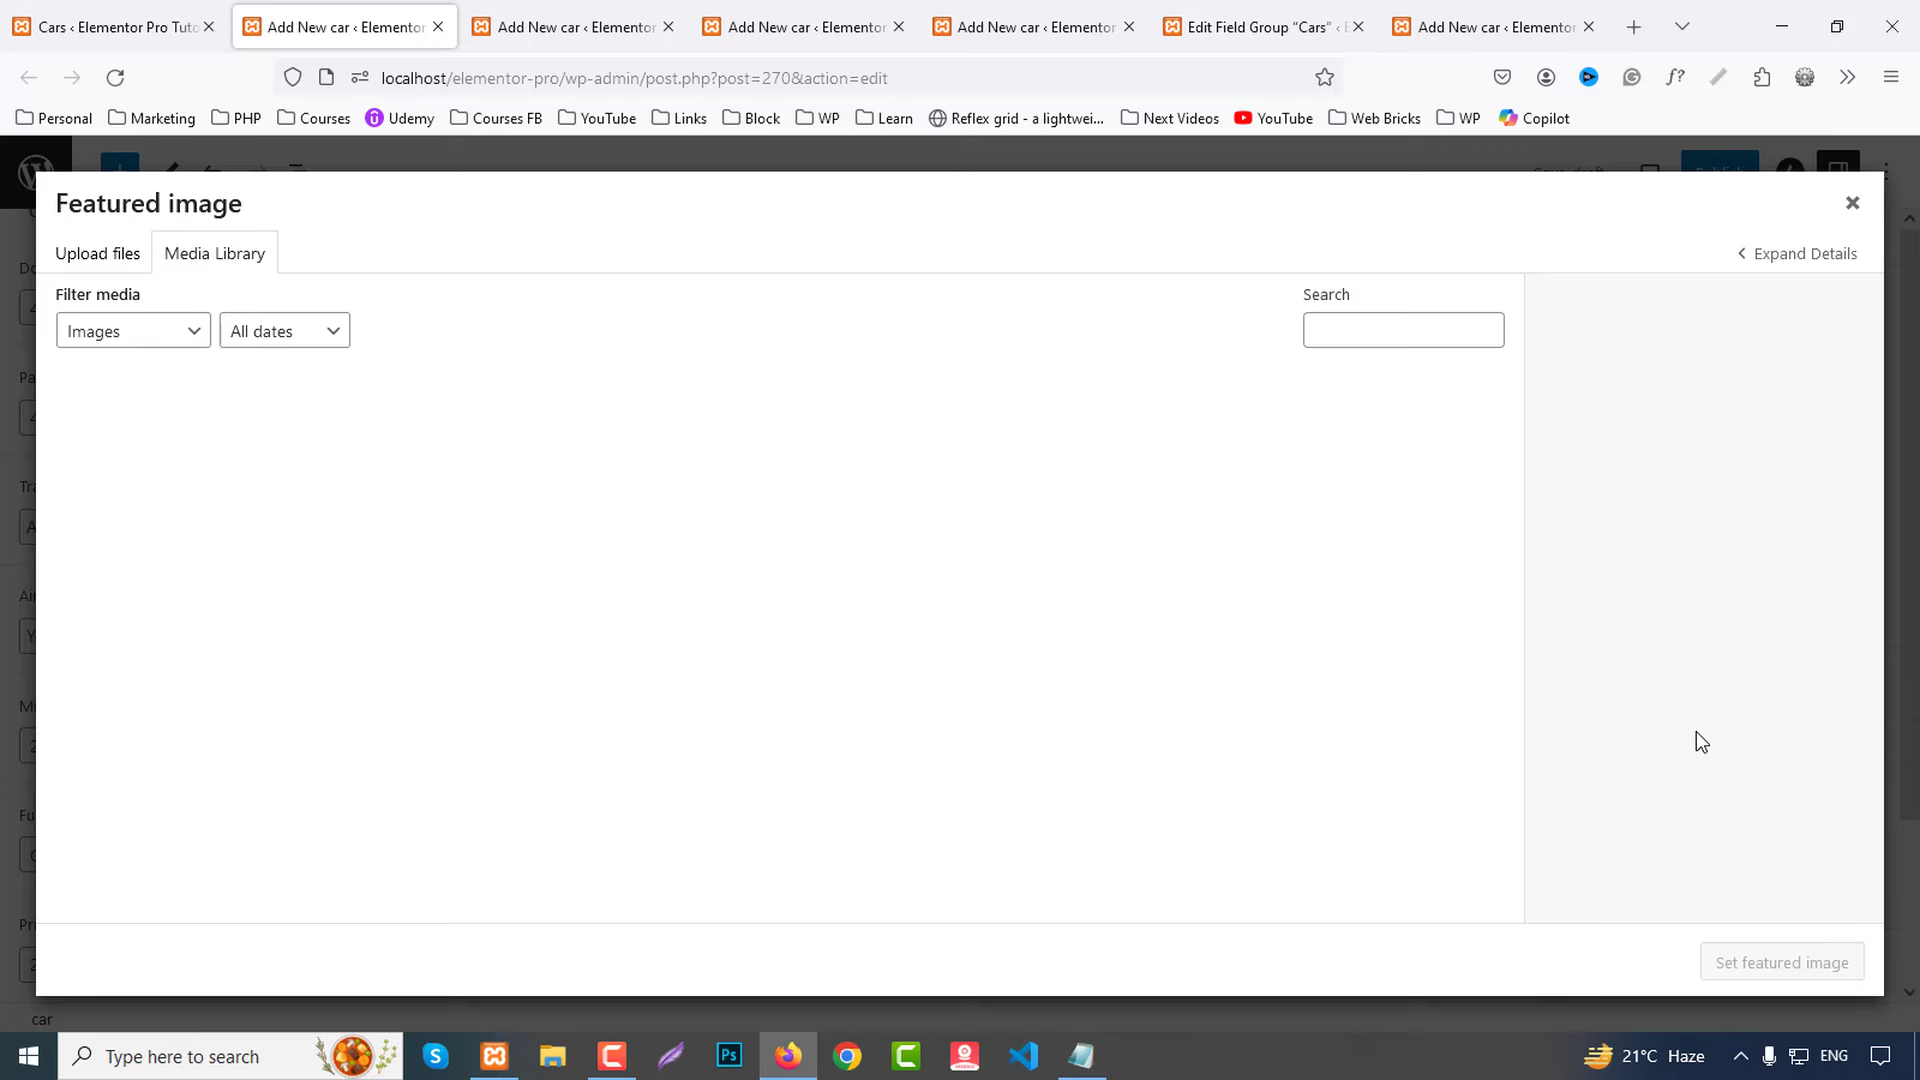 Cars ‹ Elementor Pro Tuto
Add New car ‹ Elementor
Add New car ‹ Elementor
Add New car ‹ Elementor
Add New car ‹ Elementor
Edit Field Group “Cars” ‹ E
Add New car ‹ Elementor
localhost/elementor-pro/wp-admin/post.php?post=270&action=edit
Personal
Marketing
PHP
Courses
Udemy
Courses FB
YouTube
Links
Block
WP
Learn
Reflex grid - a lightwei...
Next Videos
YouTube
Web Bricks
WP
Copilot
Featured image
Upload files
Media Library
Expand Details
Filter media
Search
Images
All dates
Set featured image
car
Type here to search
21°C Haze
ENG